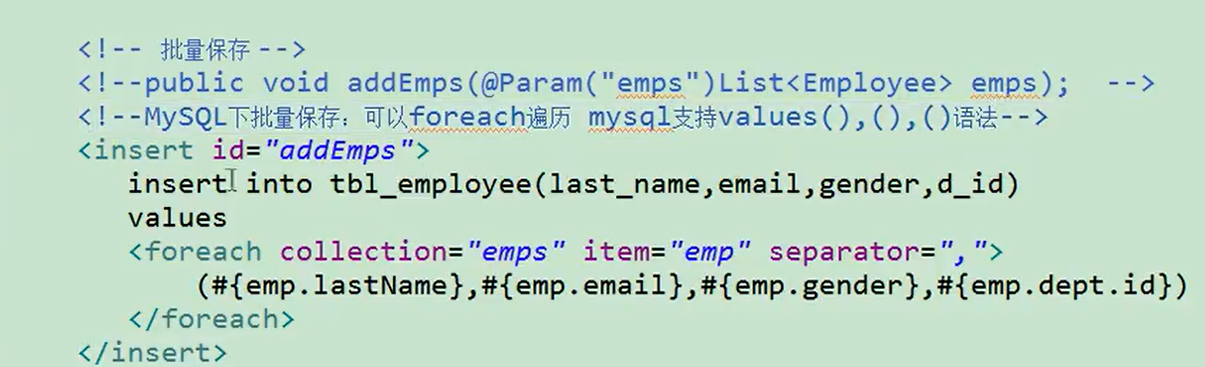 <!-- 批量保存 -->
<!--public void addEmps(@Param("emps")List<Employee> emps);  -->
<!--MySQL下批量保存：可以foreach遍历 mysql支持values(),(),()语法-->
<insert id="addEmps">
insert into tbl_employee(last_name,email,gender,d_id)
values
<foreach collection="emps" item="emp" separator=",">
(#{emp.lastName},#{emp.email},#{emp.gender},#{emp.dept.id})
</foreach>
</insert>